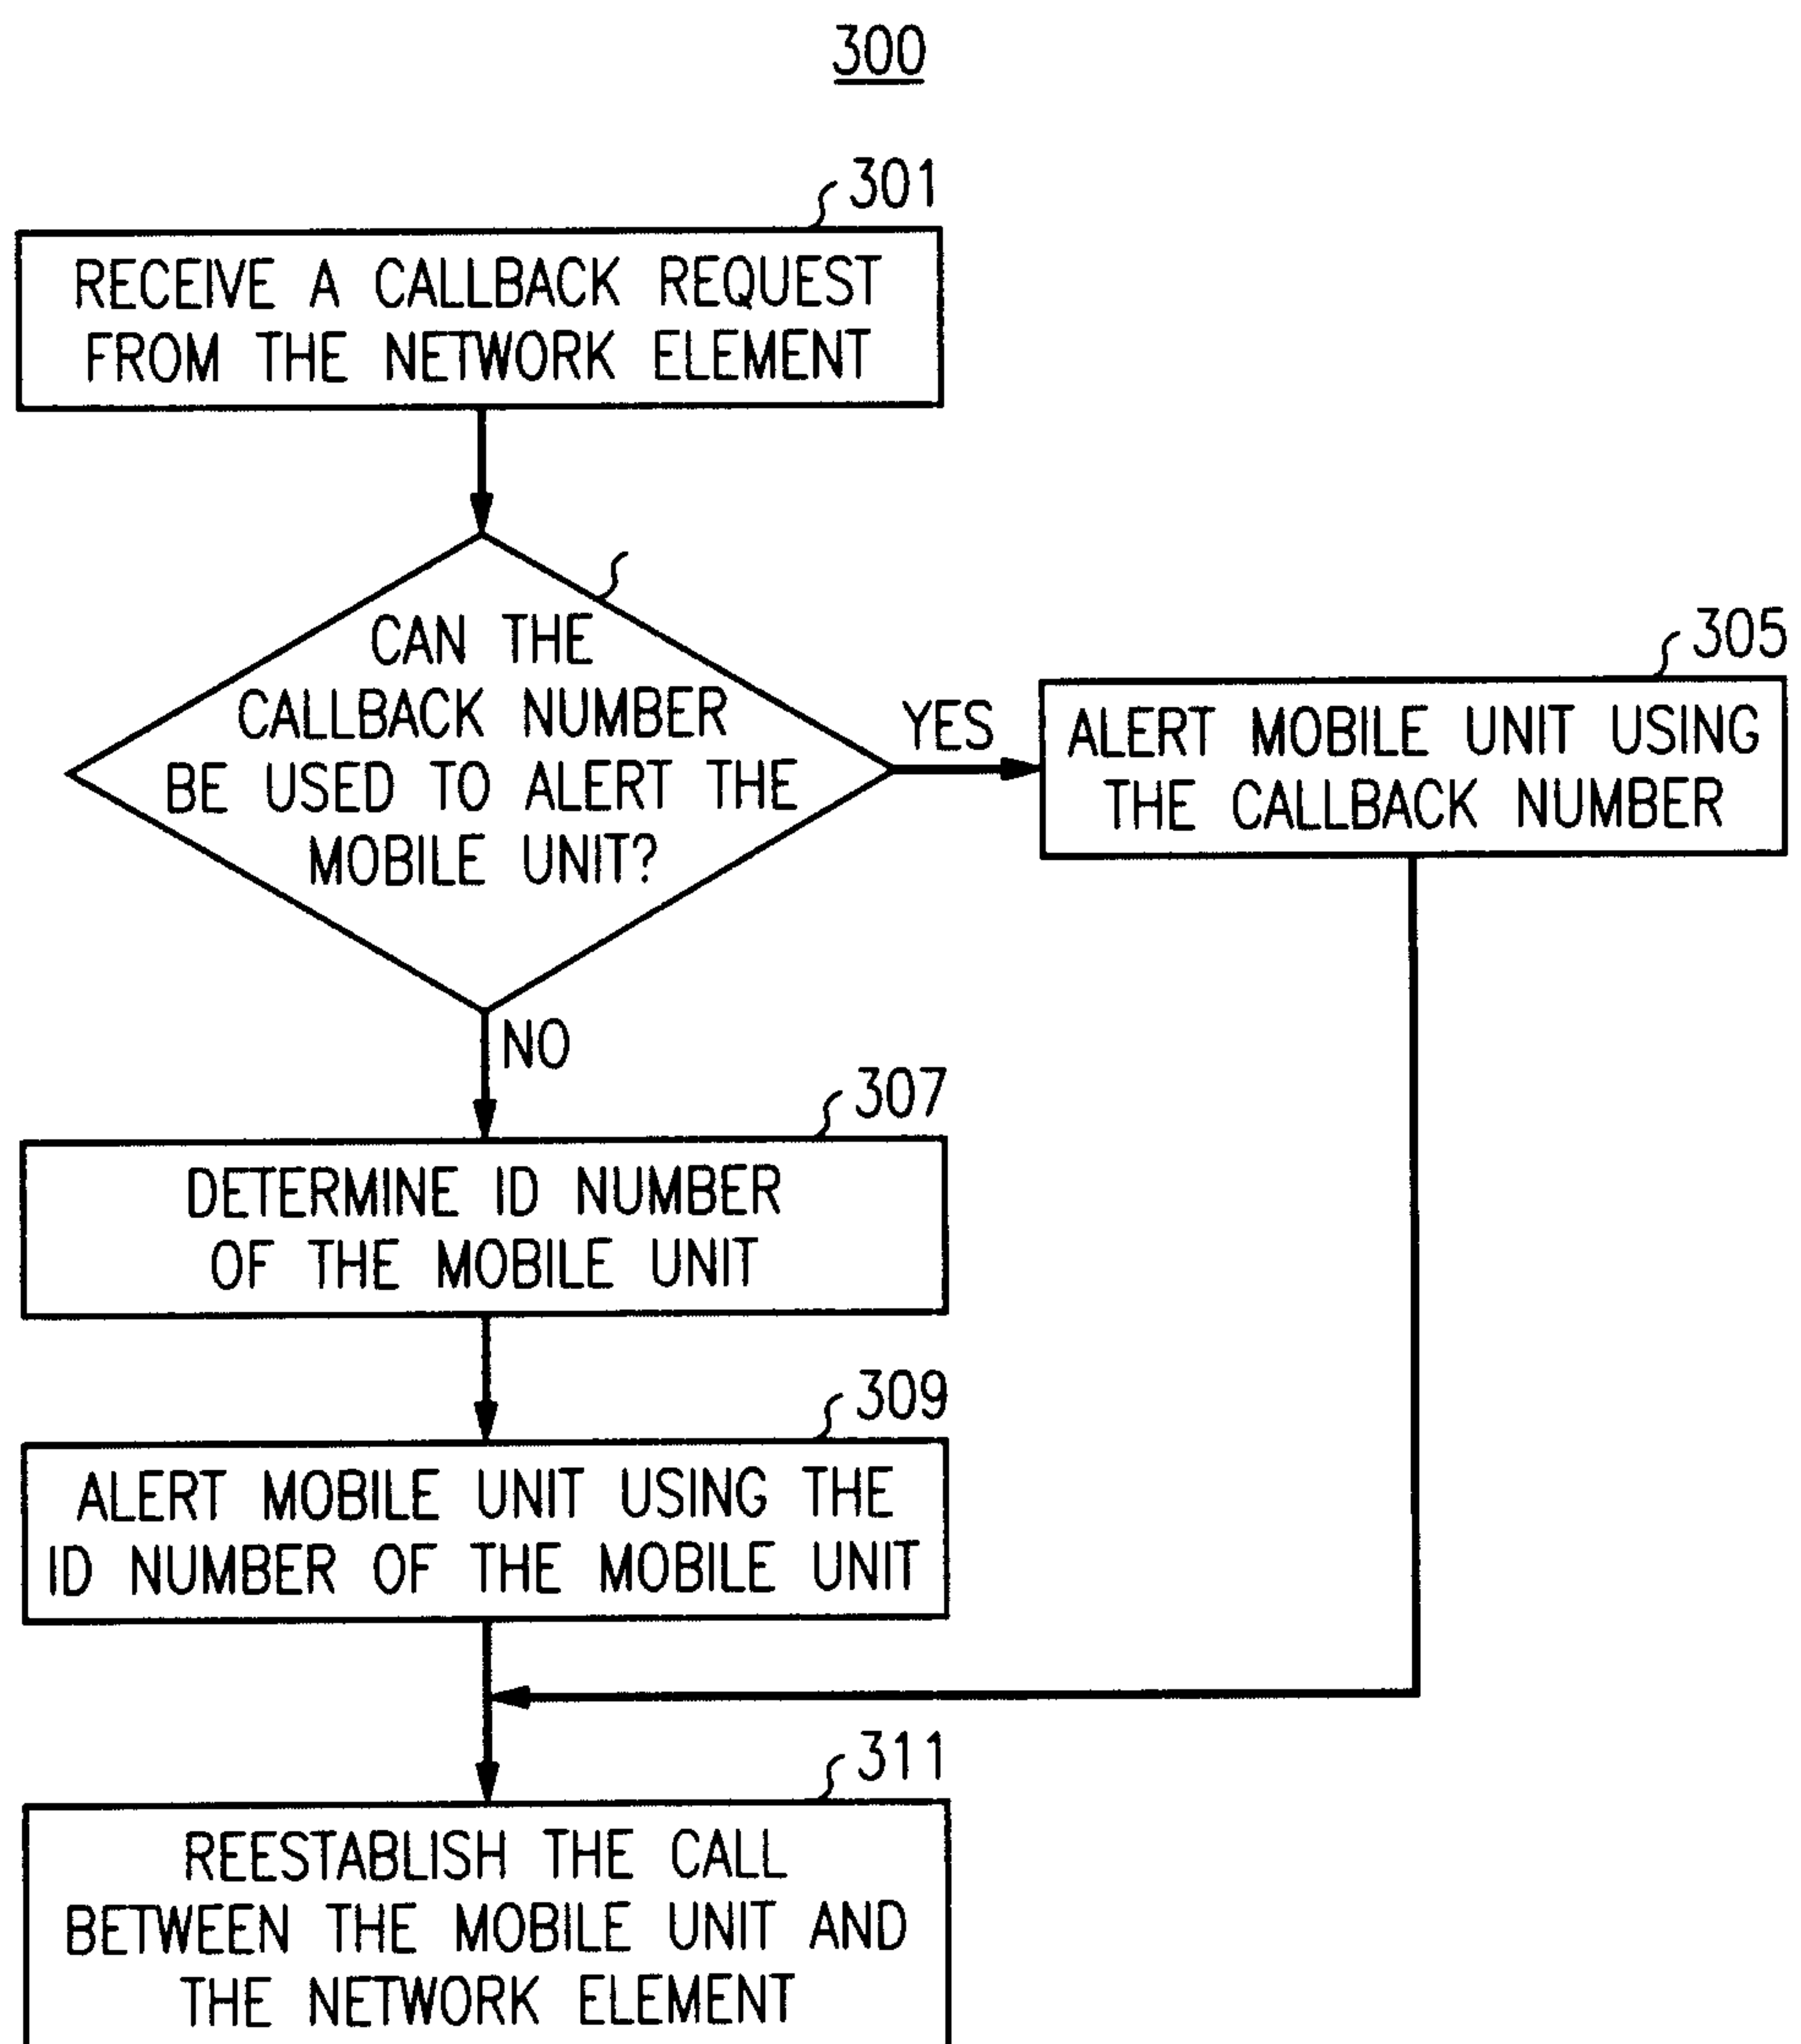 300
301
RECEIVE A CALLBACK REQUEST
FROM THE NETWORK ELEMENT
CAN THE
CALLBACK NUMBER
BE USED TO ALERT THE
MOBILE UNIT?
YES
305
ALERT MOBILE UNIT USING
THE CALLBACK NUMBER
NO
307
DETERMINE ID NUMBER
OF THE MOBILE UNIT
309
ALERT MOBILE UNIT USING THE
ID NUMBER OF THE MOBILE UNIT
311
REESTABLISH THE CALL
BETWEEN THE MOBILE UNIT AND
THE NETWORK ELEMENT